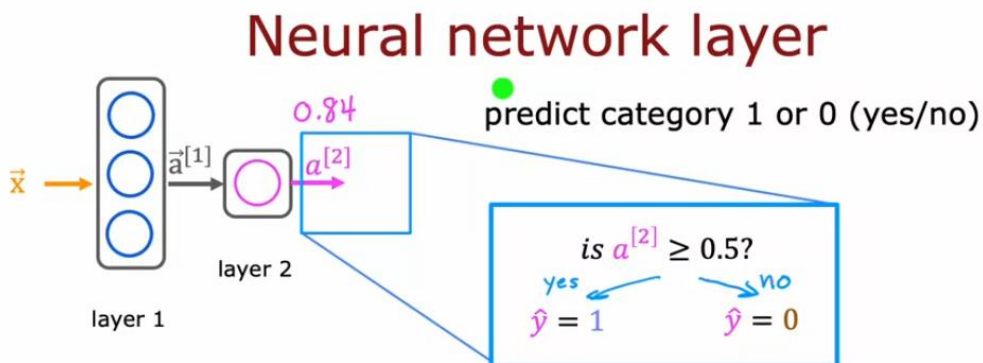 Neural network layer
0.84
predict category 1 or 0 (yes/no)
x⃗
a⃗[1]
a[2]
is a[2] ≥ 0.5?
yes no
ŷ = 1 ŷ = 0
layer 2
layer 1